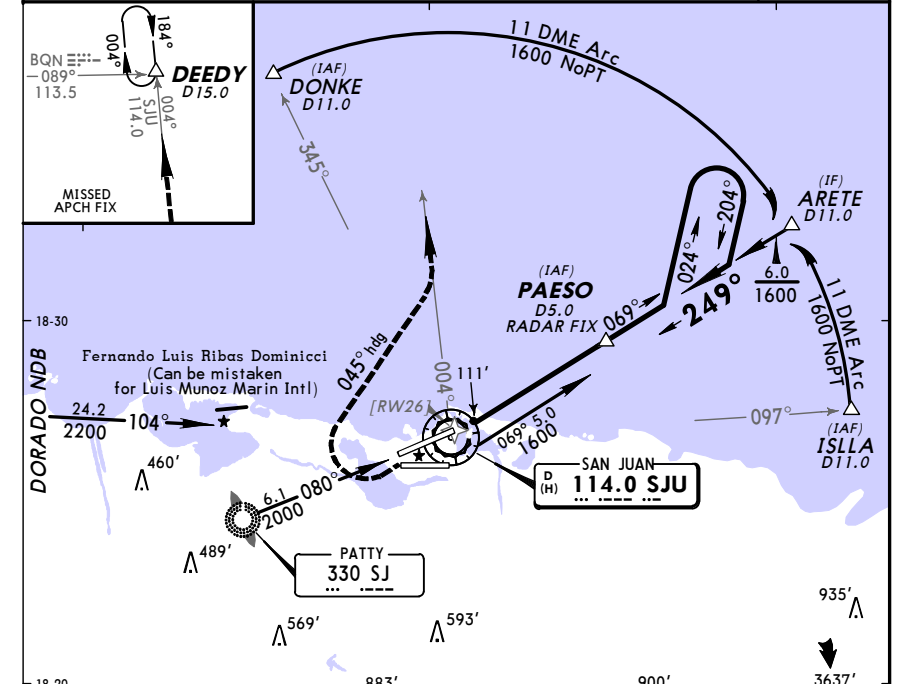 184°
004°
BQN
089°
113.5
DEEDY
D15.0
SJU
114.0
004°
MISSED
APCH FIX
(IAF)
DONKE
D11.0
345°
11 DME Arc
1600 NoPT
(IF)
ARETE
D11.0
204°
024°
6.0
1600
249°
(IAF)
PAESO
D5.0
RADAR FIX
069°
11 DME Arc
1600 NoPT
18-30
DORADO NDB
Fernando Luis Ribas Dominicci
(Can be mistaken
for Luis Munoz Marin Intl)
045° hdg
004°
111'
[RW26]
24.2
2200
104°
069° 5.0
1600
097°
(IAF)
ISLLA
D11.0
460'
6.1
2000
080°
SAN JUAN
D
(H)
114.0 SJU
489'
PATTY
330 SJ
569'
593'
935'
18-20
883'
900'
3637'